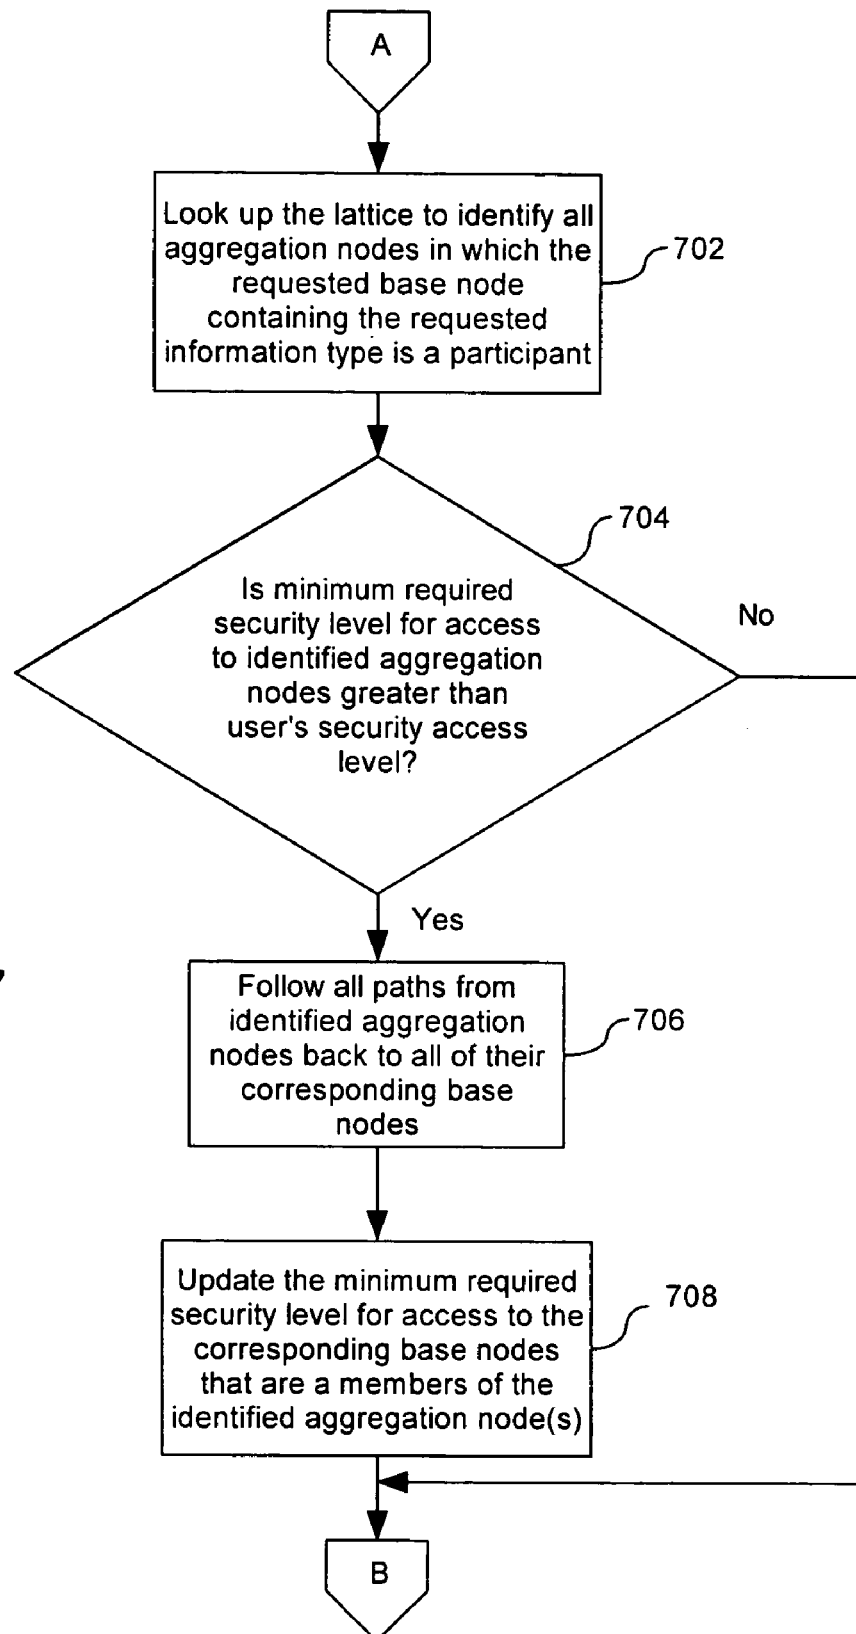 A
Look up the lattice to identify all
aggregation nodes in which the
requested base node
containing the requested
information type is a participant
702
704
Is minimum required
security level for access
to identified aggregation
nodes greater than
user's security access
level?
No
Yes
Follow all paths from
identified aggregation
nodes back to all of their
corresponding base
nodes
706
Update the minimum required
security level for access to the
corresponding base nodes
that are a members of the
identified aggregation node(s)
708
B